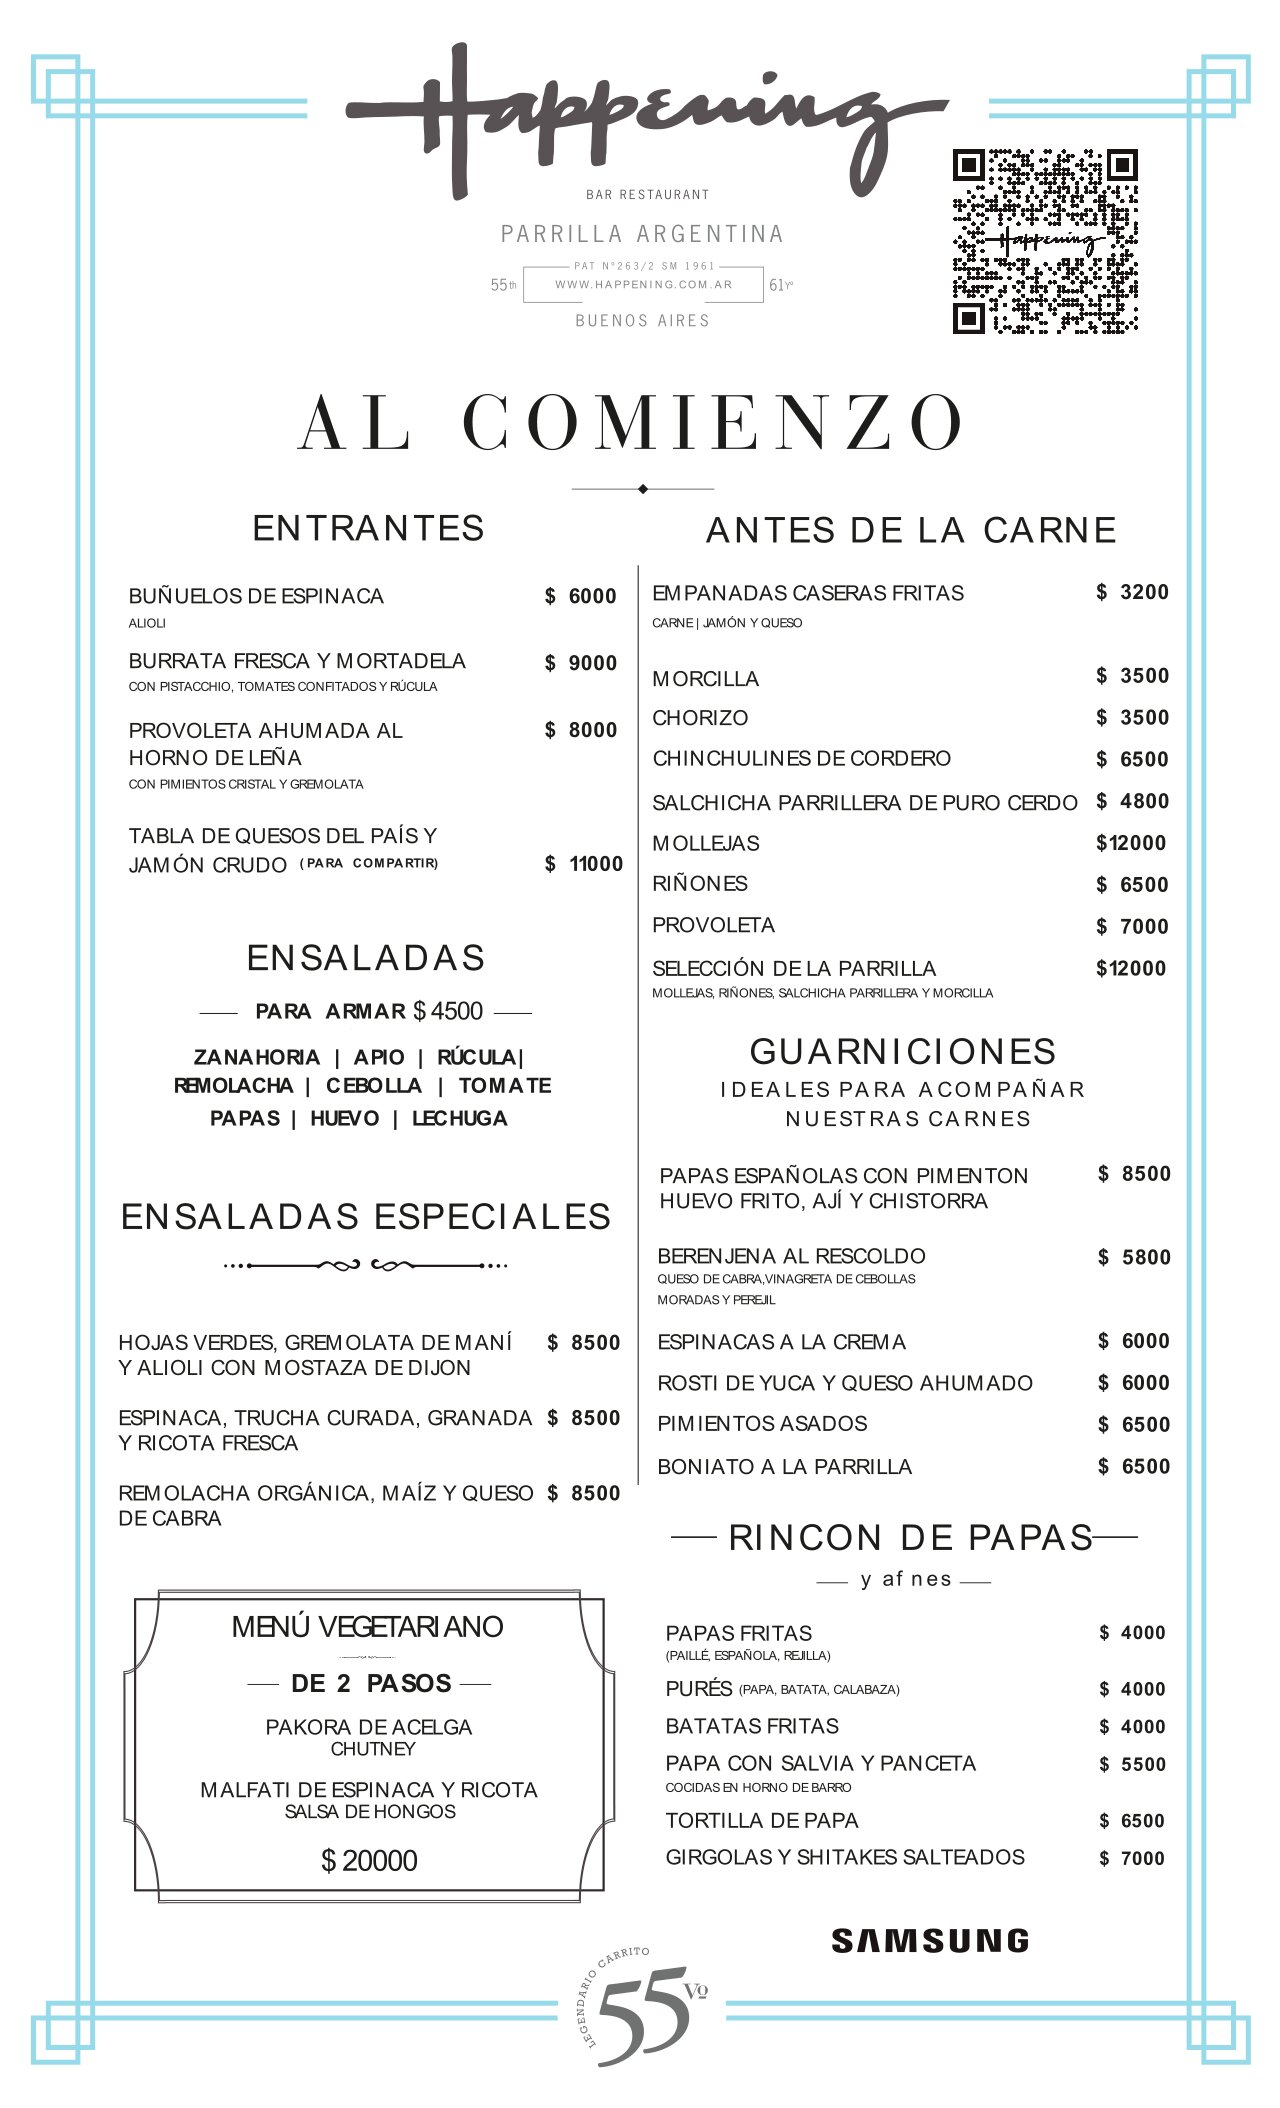 Happening
BAR RESTAURANT
PARRILLA ARGENTINA
PAT Nº263/2 SM 1961
55th WWW.HAPPENING.COM.AR 61Yº
BUENOS AIRES
Happening
AL COMIENZO
ENTRANTES
BUÑUELOS DE ESPINACA $ 6000
ALIOLI
BURRATA FRESCA Y MORTADELA $ 9000
CON PISTACCHIO, TOMATES CONFITADOS Y RÚCULA
PROVOLETA AHUMADA AL $ 8000
HORNO DE LEÑA
CON PIMIENTOS CRISTAL Y GREMOLATA
TABLA DE QUESOS DEL PAÍS Y
JAMÓN CRUDO (PARA COMPARTIR) $ 11000
ENSALADAS
PARA ARMAR $ 4500
ZANAHORIA | APIO | RÚCULA|
REMOLACHA | CEBOLLA | TOMATE
PAPAS | HUEVO | LECHUGA
ENSALADAS ESPECIALES
HOJAS VERDES, GREMOLATA DE MANÍ $ 8500
Y ALIOLI CON MOSTAZA DE DIJON
ESPINACA, TRUCHA CURADA, GRANADA $ 8500
Y RICOTA FRESCA
REMOLACHA ORGÁNICA, MAÍZ Y QUESO $ 8500
DE CABRA
MENÚ VEGETARIANO
DE 2 PASOS
PAKORA DE ACELGA
CHUTNEY
MALFATI DE ESPINACA Y RICOTA
SALSA DE HONGOS
$ 20000
ANTES DE LA CARNE
EMPANADAS CASERAS FRITAS $ 3200
CARNE | JAMÓN Y QUESO
MORCILLA $ 3500
CHORIZO $ 3500
CHINCHULINES DE CORDERO $ 6500
SALCHICHA PARRILLERA DE PURO CERDO $ 4800
MOLLEJAS $12000
RIÑONES $ 6500
PROVOLETA $ 7000
SELECCIÓN DE LA PARRILLA $12000
MOLLEJAS, RIÑONES, SALCHICHA PARRILLERA Y MORCILLA
GUARNICIONES
IDEALES PARA ACOMPAÑAR
NUESTRAS CARNES
PAPAS ESPAÑOLAS CON PIMENTON $ 8500
HUEVO FRITO, AJÍ Y CHISTORRA
BERENJENA AL RESCOLDO $ 5800
QUESO DE CABRA,VINAGRETA DE CEBOLLAS
MORADAS Y PEREJIL
ESPINACAS A LA CREMA $ 6000
ROSTI DE YUCA Y QUESO AHUMADO $ 6000
PIMIENTOS ASADOS $ 6500
BONIATO A LA PARRILLA $ 6500
RINCON DE PAPAS
y af nes
PAPAS FRITAS $ 4000
(PAILLÉ, ESPAÑOLA, REJILLA)
PURÉS (PAPA, BATATA, CALABAZA) $ 4000
BATATAS FRITAS $ 4000
PAPA CON SALVIA Y PANCETA $ 5500
COCIDAS EN HORNO DE BARRO
TORTILLA DE PAPA $ 6500
GIRGOLAS Y SHITAKES SALTEADOS $ 7000
SAMSUNG
LEGENDARIO CARRITO
55 Vº